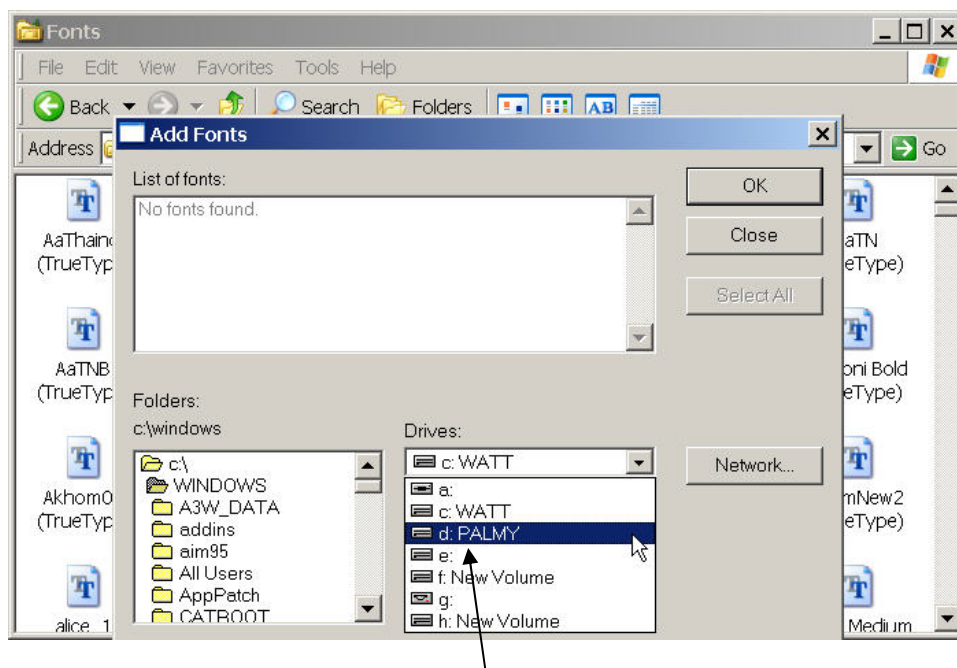 Fonts
File Edit View Favorites Tools Help
Back Search Folders AB
Address Go
Add Fonts
List of fonts:
No fonts found.
OK
Close
Select All
Folders:
c:\windows
c:\
WINDOWS
A3W_DATA
addins
aim95
All Users
AppPatch
CATROOT
Drives:
c: WATT
a:
c: WATT
d: PALMY
e:
f: New Volume
g:
h: New Volume
Network...
(TrueTyp
AaTNB
(TrueTyp
(TrueTyp
alice_1
aTN
eType)
oni Bold
eType)
mNew2
eType)
Medium